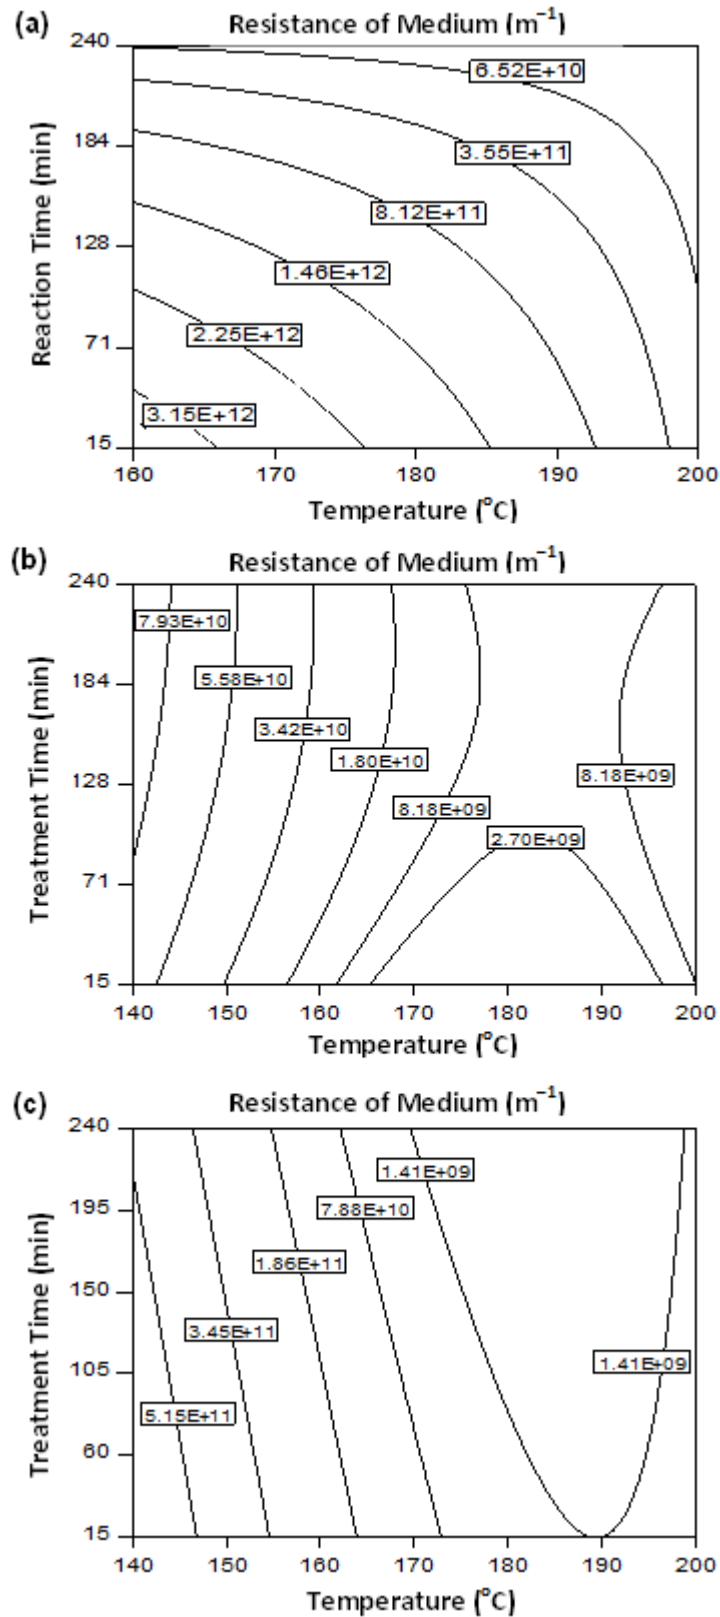 (a) Resistance of Medium (m⁻¹)
240
6.52E+10
184
3.55E+11
8.12E+11
128
1.46E+12
71
2.25E+12
3.15E+12
15
Reaction Time (min)
160 170 180 190 200
Temperature (°C)
(b) Resistance of Medium (m⁻¹)
240
7.93E+10
184
5.58E+10
3.42E+10
1.80E+10
8.18E+09
128
8.18E+09
2.70E+09
71
15
Treatment Time (min)
140 150 160 170 180 190 200
Temperature (°C)
(c) Resistance of Medium (m⁻¹)
240
1.41E+09
195
7.88E+10
1.86E+11
150
3.45E+11
105
1.41E+09
5.15E+11
60
15
Treatment Time (min)
140 150 160 170 180 190 200
Temperature (°C)